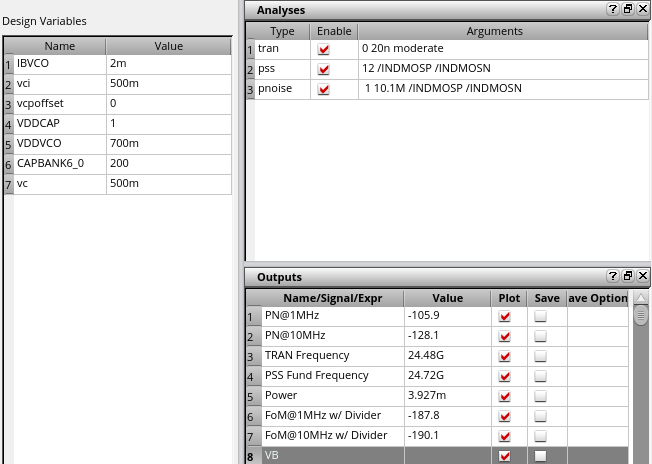 Design Variables
Name Value
1 IBVCO 2m
2 vci 500m
3 vcpoffset 0
4 VDDCAP 1
5 VDDVCO 700m
6 CAPBANK6_0 200
7 vc 500m
Analyses
Type Enable Arguments
1 tran 0 20n moderate
2 pss 12 /INDMOSP /INDMOSN
3 pnoise 1 10.1M /INDMOSP /INDMOSN
Outputs
Name/Signal/Expr Value Plot Save ave Option
1 PN@1MHz -105.9
2 PN@10MHz -128.1
3 TRAN Frequency 24.48G
4 PSS Fund Frequency 24.72G
5 Power 3.927m
6 FoM@1MHz w/ Divider -187.8
7 FoM@10MHz w/ Divider -190.1
8 VB